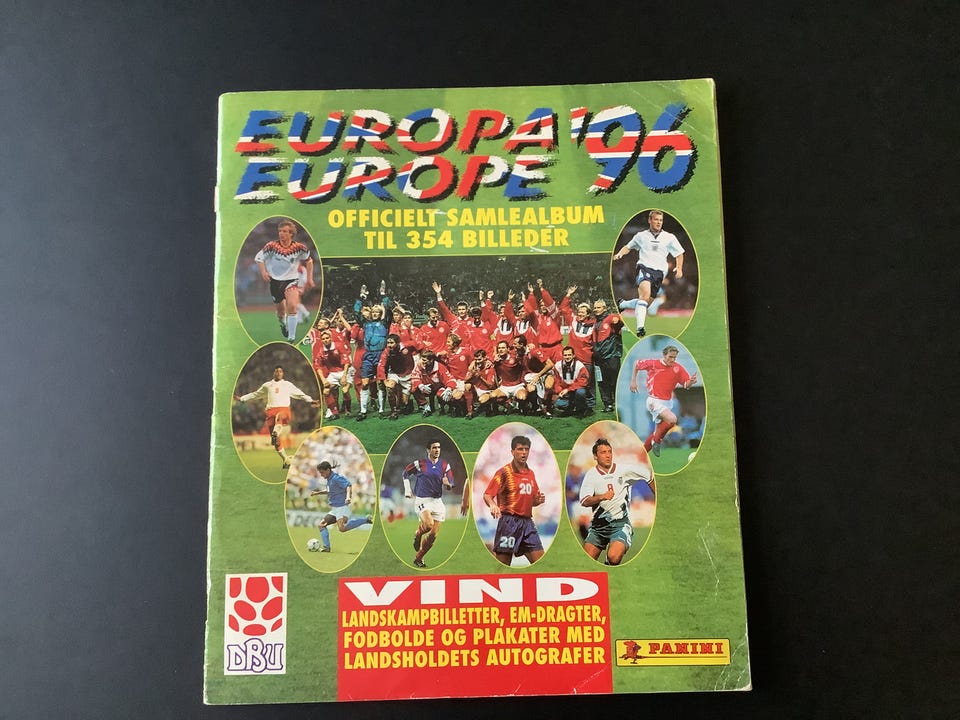 EUROPA '96
EUROPE
OFFICIELT SAMLEALBUM
TIL 354 BILLEDER
20
20
8
VIND
LANDSKAMPBILLETTER, EM-DRAGTER,
FODBOLDE OG PLAKATER MED
LANDSHOLDETS AUTOGRAFER
DBU
PANINI